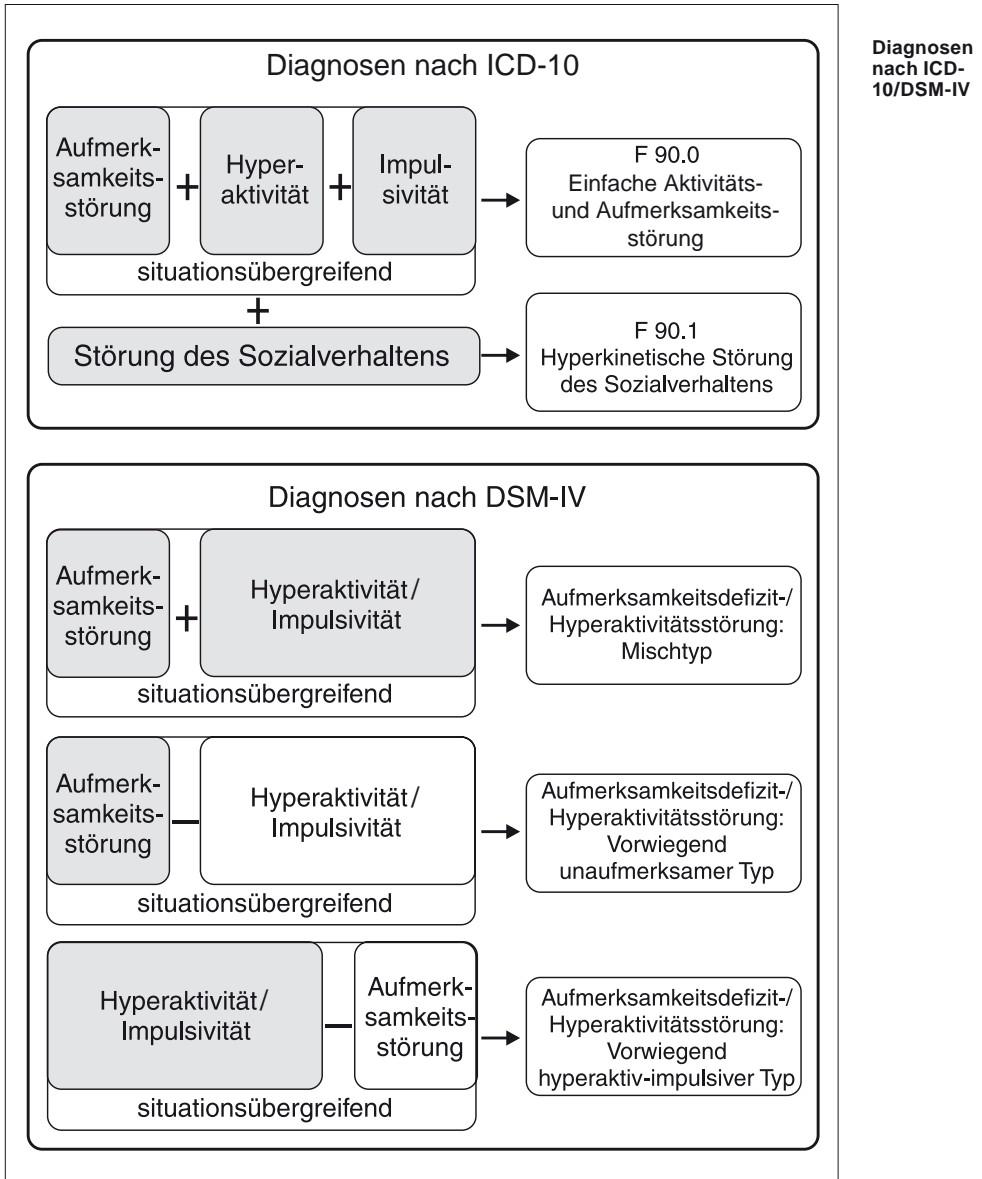 Diagnosen
nach ICD-
10/DSM-IV
Diagnosen nach ICD-10
Aufmerk-
samkeits-
störung
+
Hyper-
aktivität
+
Impul-
sivität
situationsübergreifend
F 90.0
Einfache Aktivitäts-
und Aufmerksamkeits-
störung
+
Störung des Sozialverhaltens
F 90.1
Hyperkinetische Störung
des Sozialverhaltens
Diagnosen nach DSM-IV
Aufmerk-
samkeits-
störung
+
Hyperaktivität/
Impulsivität
situationsübergreifend
Aufmerksamkeitsdefizit-/
Hyperaktivitätsstörung:
Mischtyp
Aufmerk-
samkeits-
störung
–
Hyperaktivität/
Impulsivität
situationsübergreifend
Aufmerksamkeitsdefizit-/
Hyperaktivitätsstörung:
Vorwiegend
unaufmerksamer Typ
Hyperaktivität/
Impulsivität
–
Aufmerk-
samkeits-
störung
situationsübergreifend
Aufmerksamkeitsdefizit-/
Hyperaktivitätsstörung:
Vorwiegend
hyperaktiv-impulsiver Typ